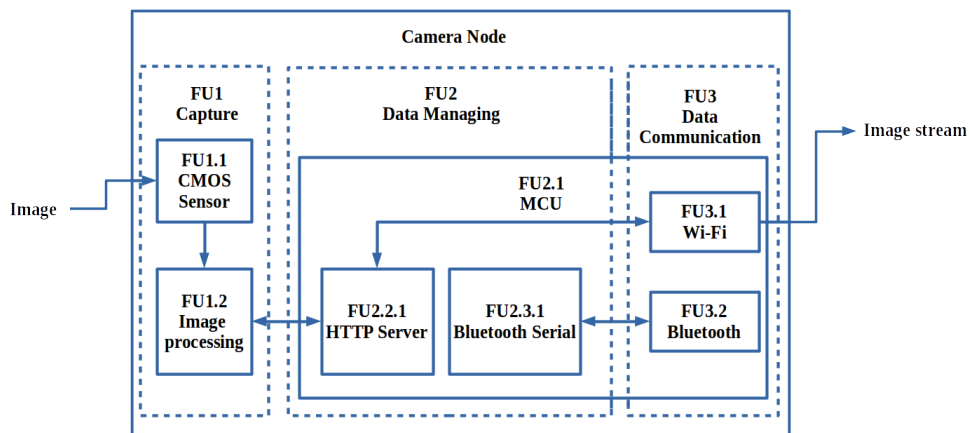 Camera Node
FU1
Capture
FU2
Data Managing
FU3
Data
Communication
Image stream
FU1.1
CMOS
Sensor
FU2.1
MCU
Image
FU3.1
Wi-Fi
FU1.2
Image
processing
FU2.2.1
HTTP Server
FU2.3.1
Bluetooth Serial
FU3.2
Bluetooth